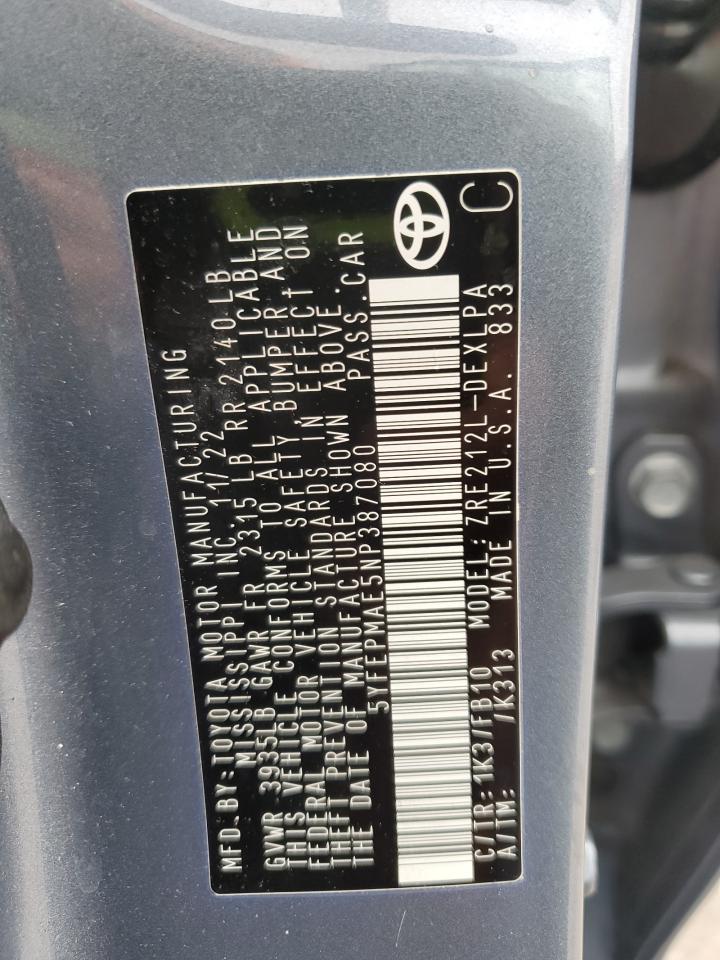 MFD.BY:TOYOTA MOTOR MANUFACTURING
MISSISSIPPI INC. 11/22
GVWR 3935LB GAWR FR 2315 LB RR 2140 LB
THIS VEHICLE CONFORMS TO ALL APPLICABLE
FEDERAL MOTOR VEHICLE SAFETY, BUMPER AND
THEFT PREVENTION STANDARDS IN EFFECT ON
THE DATE OF MANUFACTURE SHOWN ABOVE.
5YFEPMAE5NP387080 PASS.CAR
C/TR:1K3/FB10 MODEL:ZRE212L-DEXLPA
A/TM: /K313 MADE IN U.S.A. 833
C